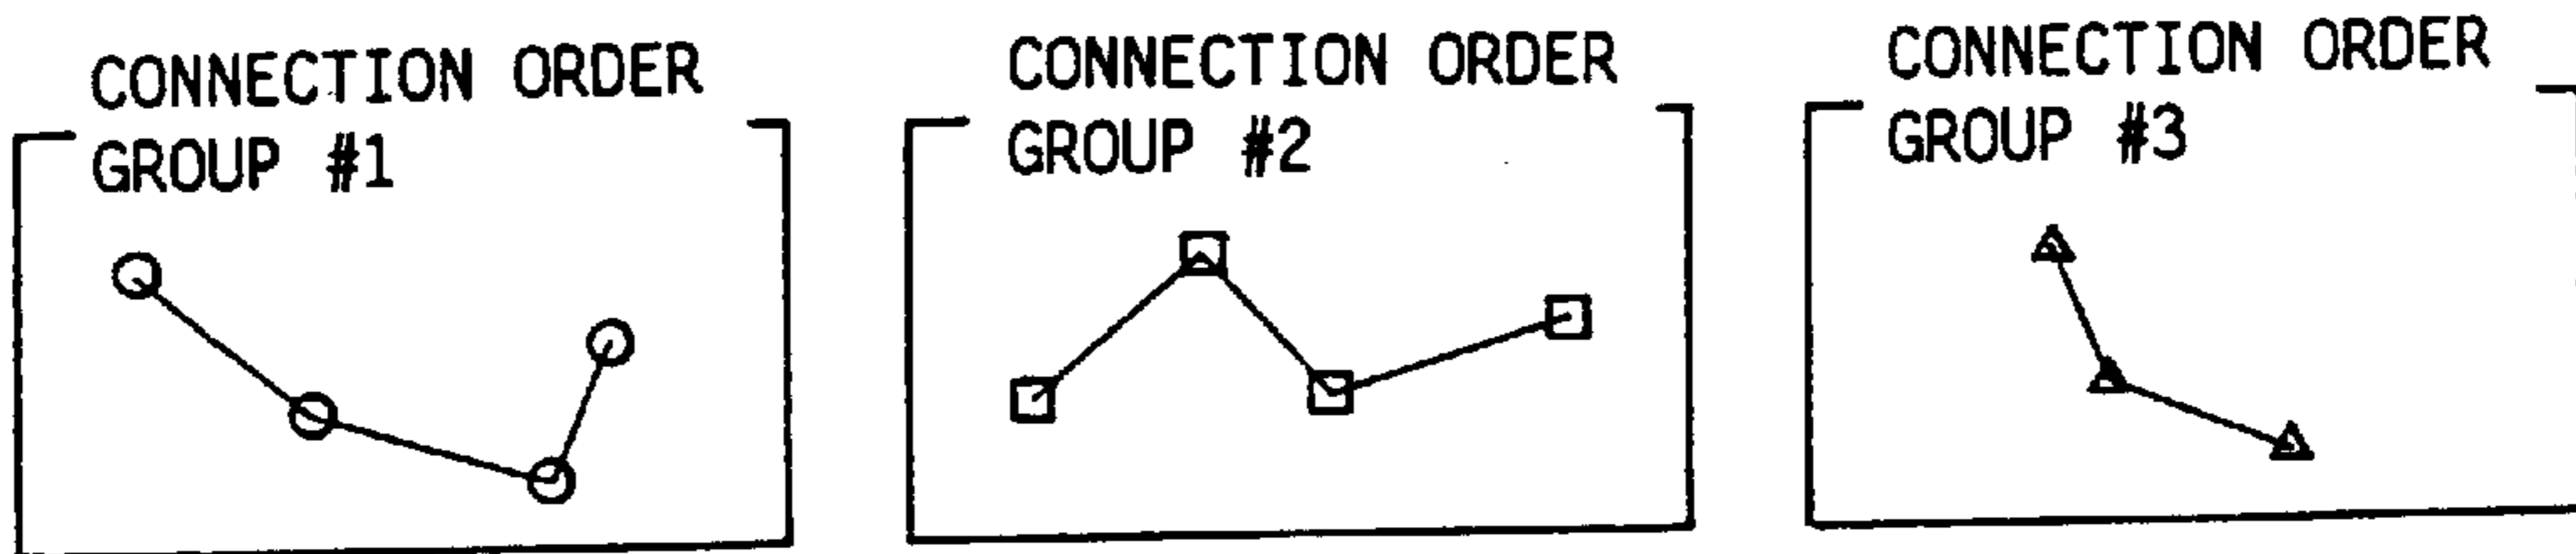 CONNECTION ORDER
GROUP #1
CONNECTION ORDER
GROUP #2
CONNECTION ORDER
GROUP #3